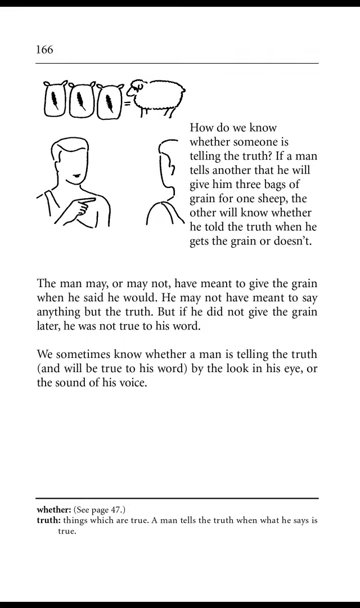 166
How do we know
whether someone is
telling the truth? If a man
tells another that he will
give him three bags of
grain for one sheep, the
other will know whether
he told the truth when he
gets the grain or doesn't.
The man may, or may not, have meant to give the grain
when he said he would. He may not have meant to say
anything but the truth. But if he did not give the grain
later, he was not true to his word.
We sometimes know whether a man is telling the truth
(and will be true to his word) by the look in his eye, or
the sound of his voice.
whether: (See page 47.)
truth: things which are true. A man tells the truth when what he says is
true.